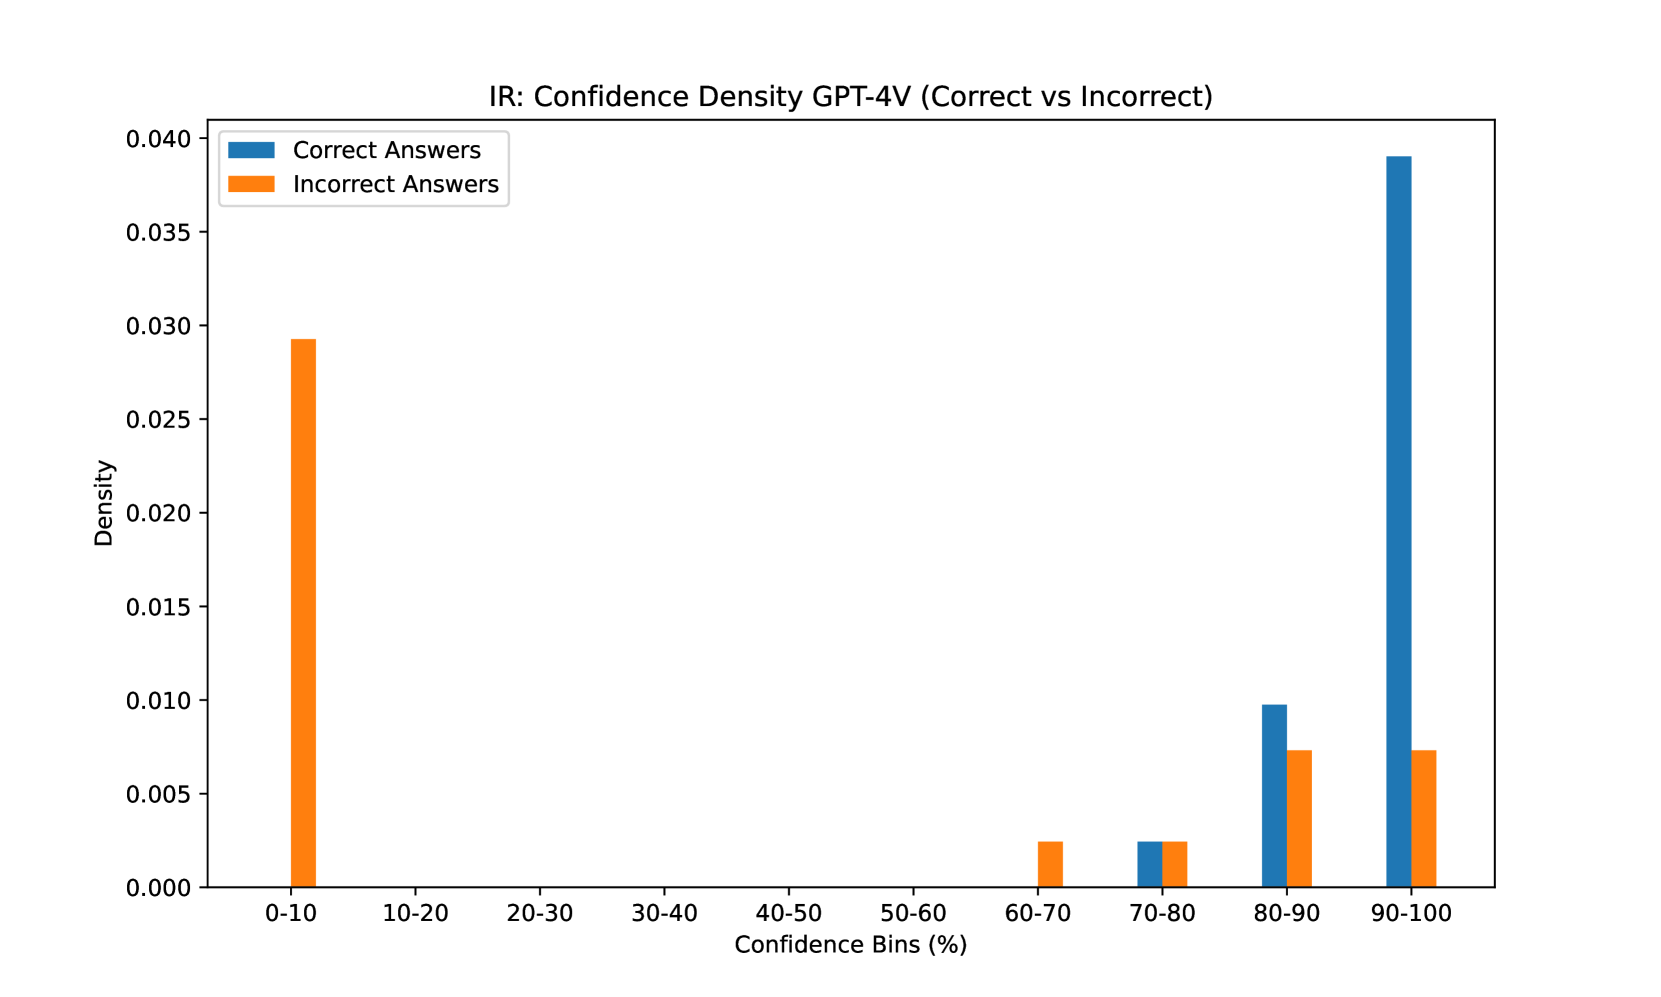 IR: Confidence Density GPT-4V (Correct vs Incorrect)
Correct Answers
Incorrect Answers
0.040
0.035
0.030
0.025
0.020
0.015
0.010
0.005
0.000
Density
0-10 10-20 20-30 30-40 40-50 50-60 60-70 70-80 80-90 90-100
Confidence Bins (%)